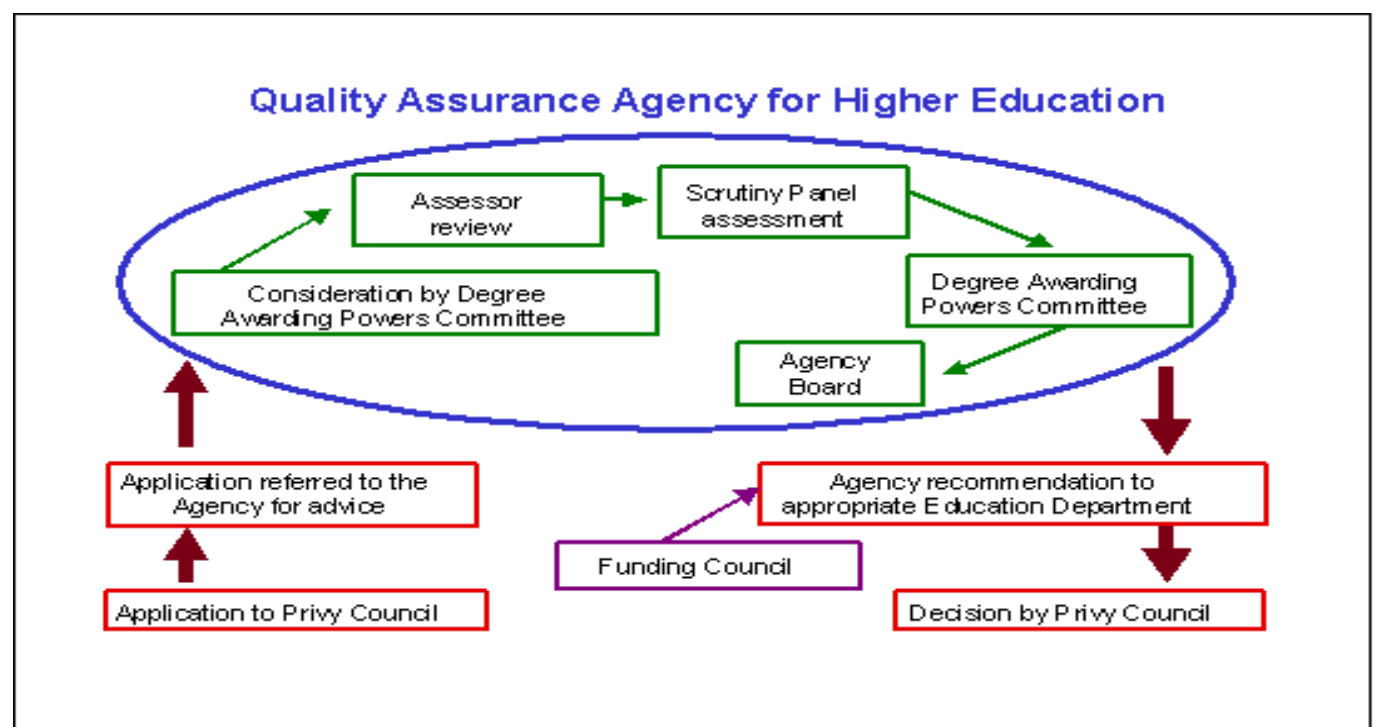 Quality Assurance Agency for Higher Education
Assessor
review
Scrutiny Panel
assessment
Consideration by Degree
Awarding Powers Committee
Degree Awarding
Powers Committee
Agency
Board
Application referred to the
Agency for advice
Agency recommendation to
appropriate Education Department
Funding Council
Application to Privy Council
Decision by Privy Council